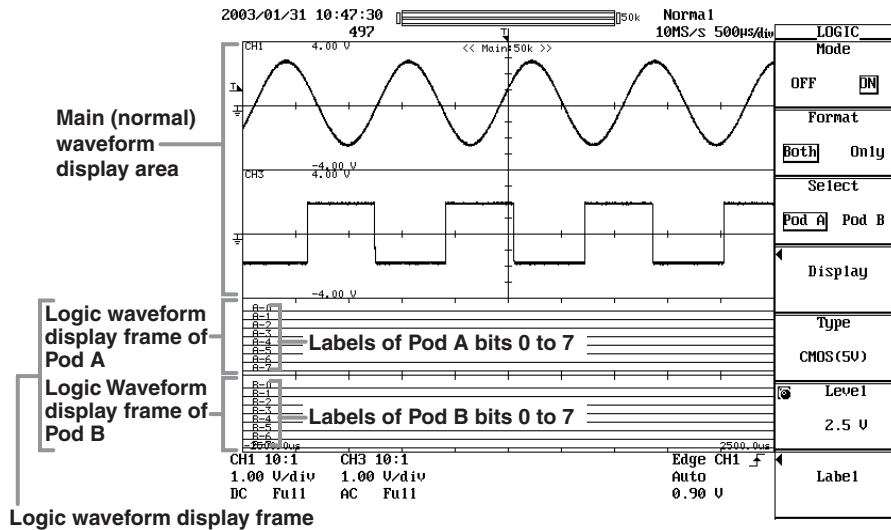 2003/01/31 10:47:30
50k
Normal
497
10MS/s 500µs/div
CH1
4.00 V
<< Main:50k >>
T
T
-4.00 V
CH3
4.00 V
-4.00 V
Main (normal)
waveform
display area
Logic waveform
display frame of
Pod A
Logic Waveform
display frame of
Pod B
A-0
A-1
A-2
A-3
A-4
A-5
A-6
A-7
Labels of Pod A bits 0 to 7
B-0
B-1
B-2
B-3
B-4
B-5
B-6
Labels of Pod B bits 0 to 7
-2500.0us
2500.0us
CH1 10:1
1.00 V/div
DC Full
CH3 10:1
1.00 V/div
AC Full
Edge CH1
Auto
0.90 V
Logic waveform display frame
LOGIC
Mode
OFF ON
Format
Both Only
Select
Pod A Pod B
Display
Type
CMOS(5V)
Level
2.5 V
Label